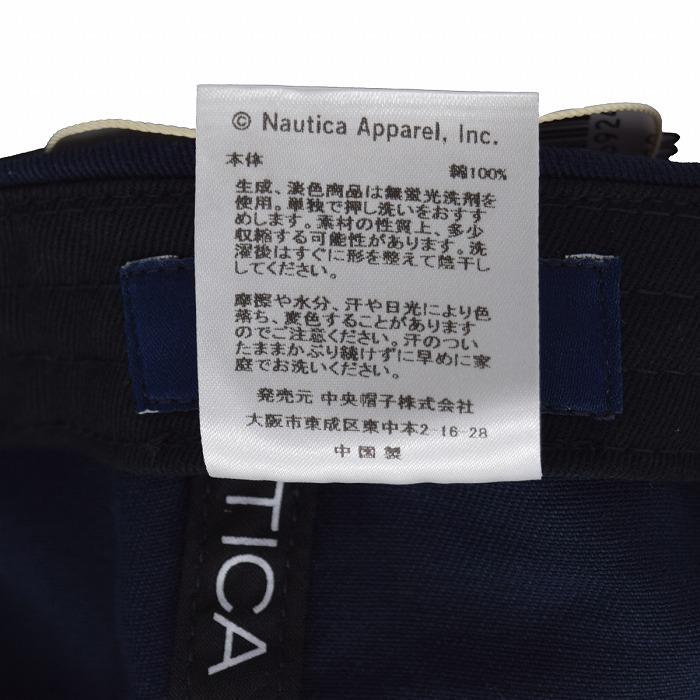 © Nautica Apparel, Inc.
本体 綿100%
生成、淡色商品は無蛍光洗剤を
使用。単独で押し洗いをおすす
めします。素材の性質上、多少
収縮する可能性があります。洗
濯後はすぐに形を整えて陰干し
してください。
摩擦や水分、汗や日光により色
落ち、変色することがあります
のでご注意ください。汗のつい
たままかぶり続けずに早めに家
庭でお洗いください。
発売元 中央帽子株式会社
大阪市東成区東中本2-16-28
中国製
TICA
924